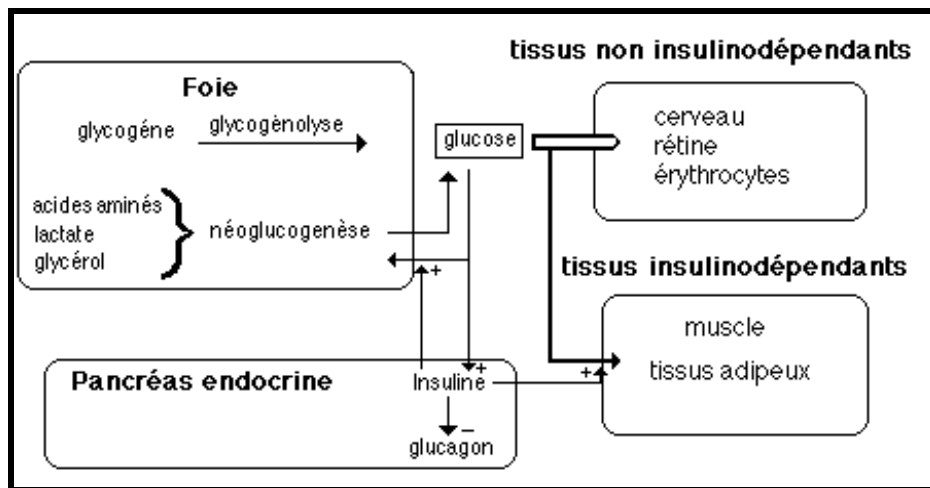 tissus non insulinodépendants
Foie
glycogéne
glycogènolyse
glucose
cerveau
rétine
érythrocytes
acides aminés
lactate
glycérol
néoglucogenèse
+
tissus insulinodépendants
muscle
tissus adipeux
+
Pancréas endocrine
Insuline
+
–
glucagon